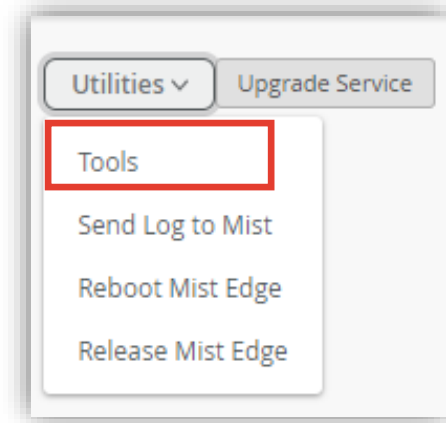 Utilities Upgrade Service
Tools
Send Log to Mist
Reboot Mist Edge
Release Mist Edge